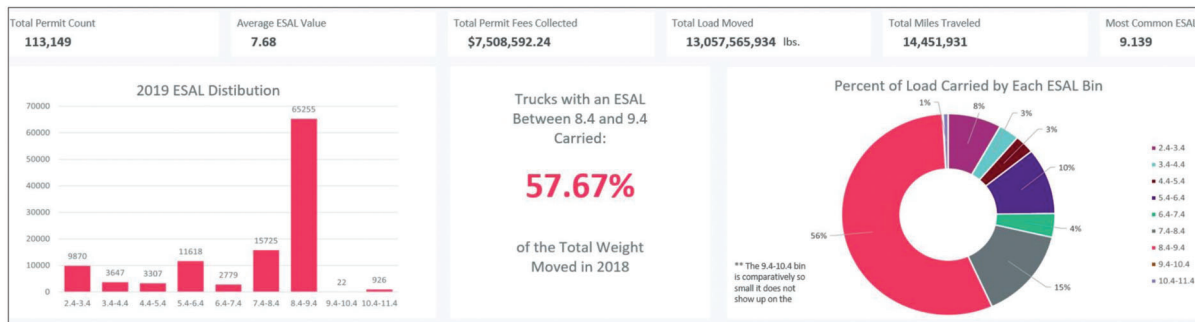 Total Permit Count
113,149
Average ESAL Value
7.68
Total Permit Fees Collected
$7,508,592.24
Total Load Moved
13,057,565,934 lbs.
Total Miles Traveled
14,451,931
Most Common ESAL
9.139
2019 ESAL Distibution
70000
60000
50000
40000
30000
20000
10000
0
9870
3647
3307
11618
2779
15725
65255
22
926
2.4-3.4
3.4-4.4
4.4-5.4
5.4-6.4
6.4-7.4
7.4-8.4
8.4-9.4
9.4-10.4
10.4-11.4
Trucks with an ESAL
Between 8.4 and 9.4
Carried:
57.67%
of the Total Weight
Moved in 2018
Percent of Load Carried by Each ESAL Bin
1%
8%
3%
3%
10%
4%
15%
56%
** The 9.4-10.4 bin
is comparatively so
small it does not
show up on the
2.4-3.4
3.4-4.4
4.4-5.4
5.4-6.4
6.4-7.4
7.4-8.4
8.4-9.4
9.4-10.4
10.4-11.4